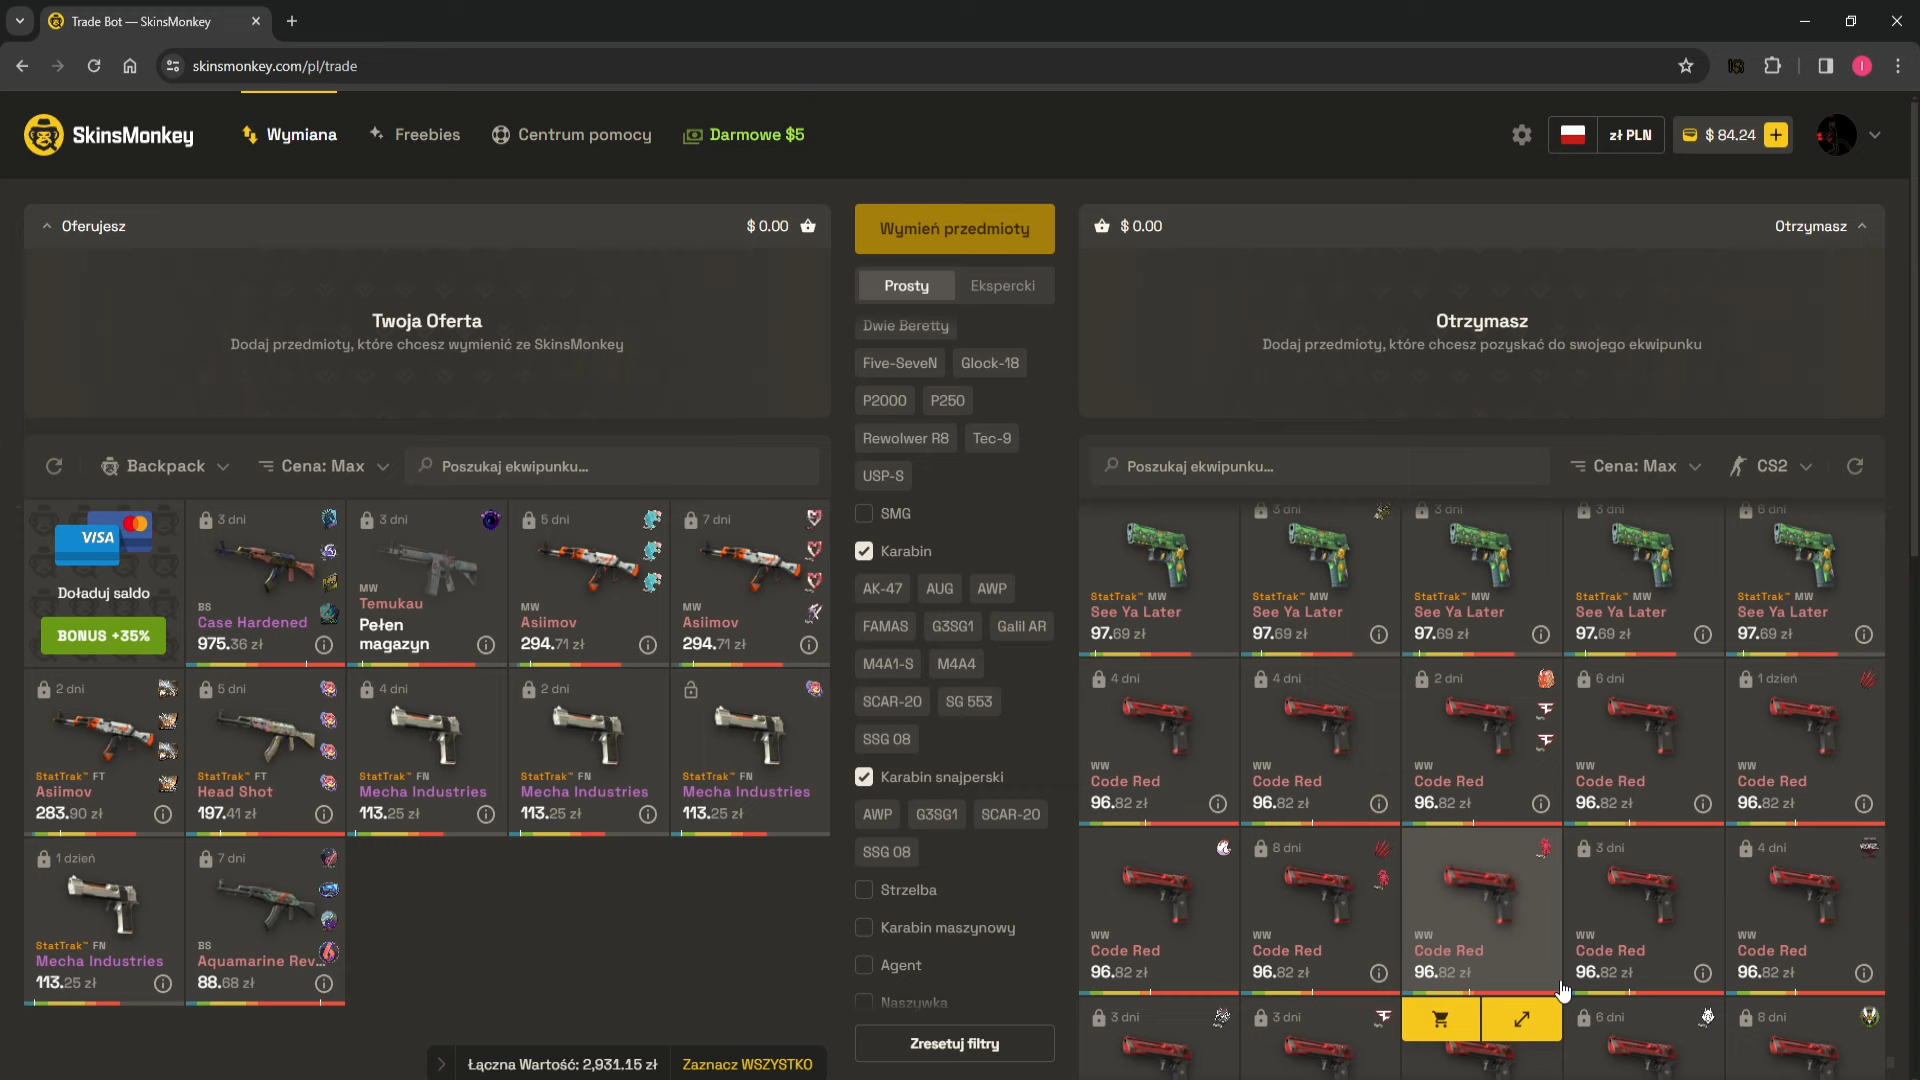 Trade Bot — SkinsMonkey
skinsmonkey.com/pl/trade
SkinsMonkey
Wymiana
Freebies
Centrum pomocy
Darmowe $5
zł PLN
$ 84.24
Oferujesz
$ 0.00
Twoja Oferta
Dodaj przedmioty, które chcesz wymienić ze SkinsMonkey
Wymień przedmioty
$ 0.00
Otrzymasz
Otrzymasz
Dodaj przedmioty, które chcesz pozyskać do swojego ekwipunku
Backpack
Cena: Max
Poszukaj ekwipunku...
VISA
Doładuj saldo
BONUS +35%
3 dni
BS
Case Hardened
975.36 zł
3 dni
MW
Temukau
Pełen
magazyn
5 dni
MW
Asiimov
294.71 zł
7 dni
MW
Asiimov
294.71 zł
2 dni
StatTrak™ FT
Asiimov
283.90 zł
5 dni
StatTrak™ FT
Head Shot
197.41 zł
4 dni
StatTrak™ FN
Mecha Industries
113.25 zł
2 dni
StatTrak™ FN
Mecha Industries
113.25 zł
StatTrak™ FN
Mecha Industries
113.25 zł
1 dzień
StatTrak™ FN
Mecha Industries
113.25 zł
7 dni
BS
Aquamarine Rev...
88.68 zł
Łączna Wartość: 2,931.15 zł
Zaznacz WSZYSTKO
Prosty
Ekspercki
Dwie Beretty
Five-SeveN
Glock-18
P2000
P250
Rewolwer R8
Tec-9
USP-S
SMG
Karabin
AK-47
AUG
AWP
FAMAS
G3SG1
Galil AR
M4A1-S
M4A4
SCAR-20
SG 553
SSG 08
Karabin snajperski
AWP
G3SG1
SCAR-20
SSG 08
Strzelba
Karabin maszynowy
Agent
Naszywka
Zresetuj filtry
Poszukaj ekwipunku...
Cena: Max
CS2
StatTrak™ MW
See Ya Later
97.69 zł
3 dni
StatTrak™ MW
See Ya Later
97.69 zł
3 dni
StatTrak™ MW
See Ya Later
97.69 zł
3 dni
StatTrak™ MW
See Ya Later
97.69 zł
6 dni
StatTrak™ MW
See Ya Later
97.69 zł
4 dni
WW
Code Red
96.82 zł
4 dni
WW
Code Red
96.82 zł
2 dni
WW
Code Red
96.82 zł
6 dni
WW
Code Red
96.82 zł
1 dzień
WW
Code Red
96.82 zł
WW
Code Red
96.82 zł
8 dni
WW
Code Red
96.82 zł
WW
Code Red
96.82 zł
3 dni
WW
Code Red
96.82 zł
4 dni
WW
Code Red
96.82 zł
3 dni
3 dni
6 dni
8 dni